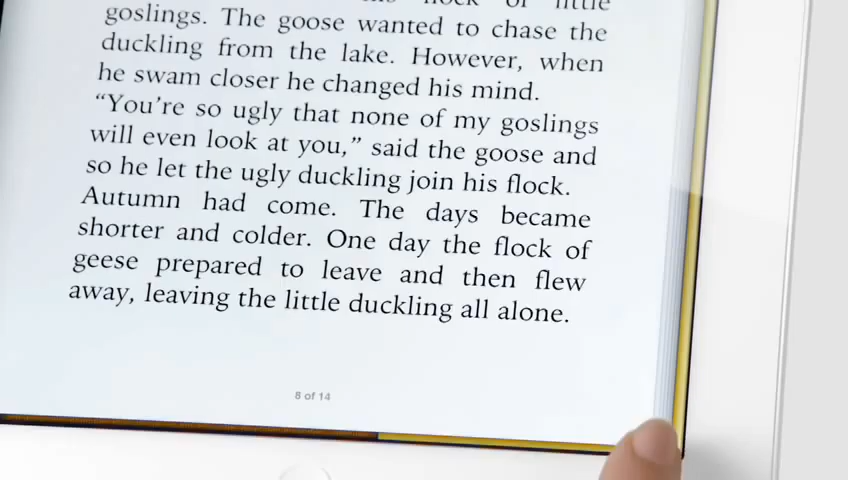 flock of little
goslings. The goose wanted to chase the
duckling from the lake. However, when
he swam closer he changed his mind.
“You’re so ugly that none of my goslings
will even look at you,” said the goose and
so he let the ugly duckling join his flock.
Autumn had come. The days became
shorter and colder. One day the flock of
geese prepared to leave and then flew
away, leaving the little duckling all alone.
8 of 14